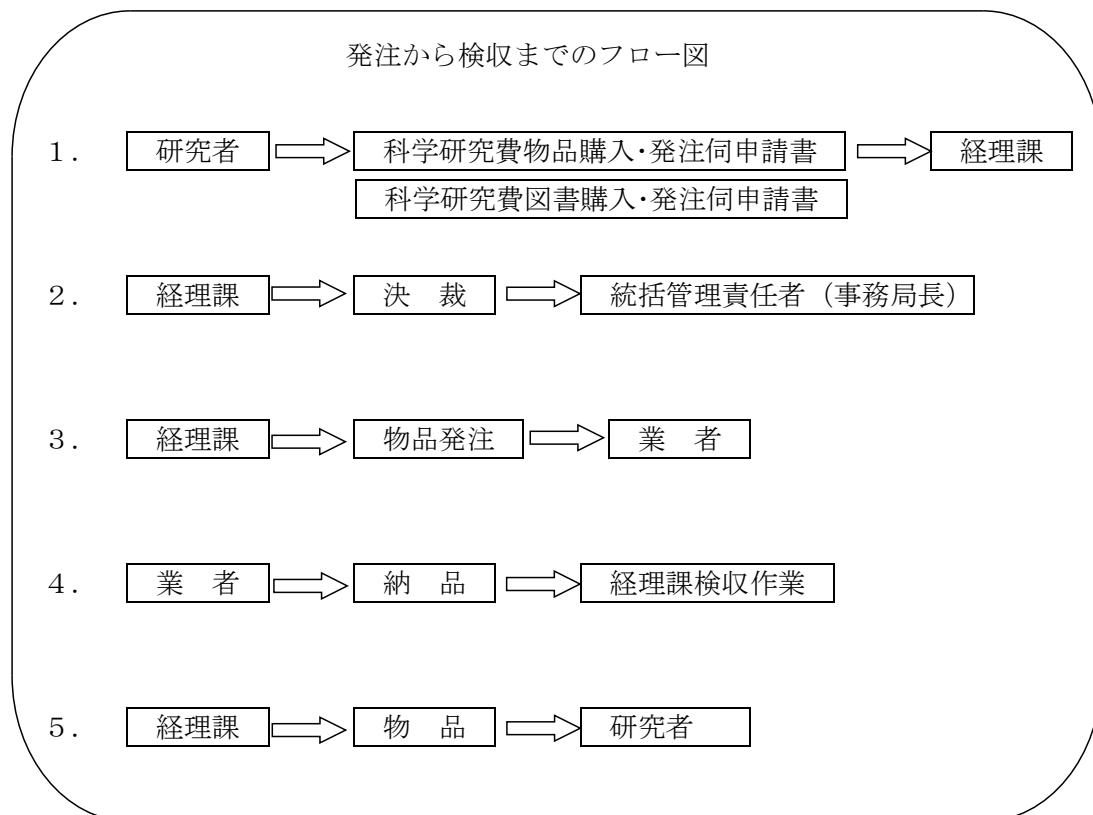 発注から検収までのフロー図
1. 研究者 科学研究費物品購入・発注伺申請書 経理課
科学研究費図書購入・発注伺申請書
2. 経理課 決 裁 統括管理責任者（事務局長）
3. 経理課 物品発注 業 者
4. 業 者 納 品 経理課検収作業
5. 経理課 物 品 研究者